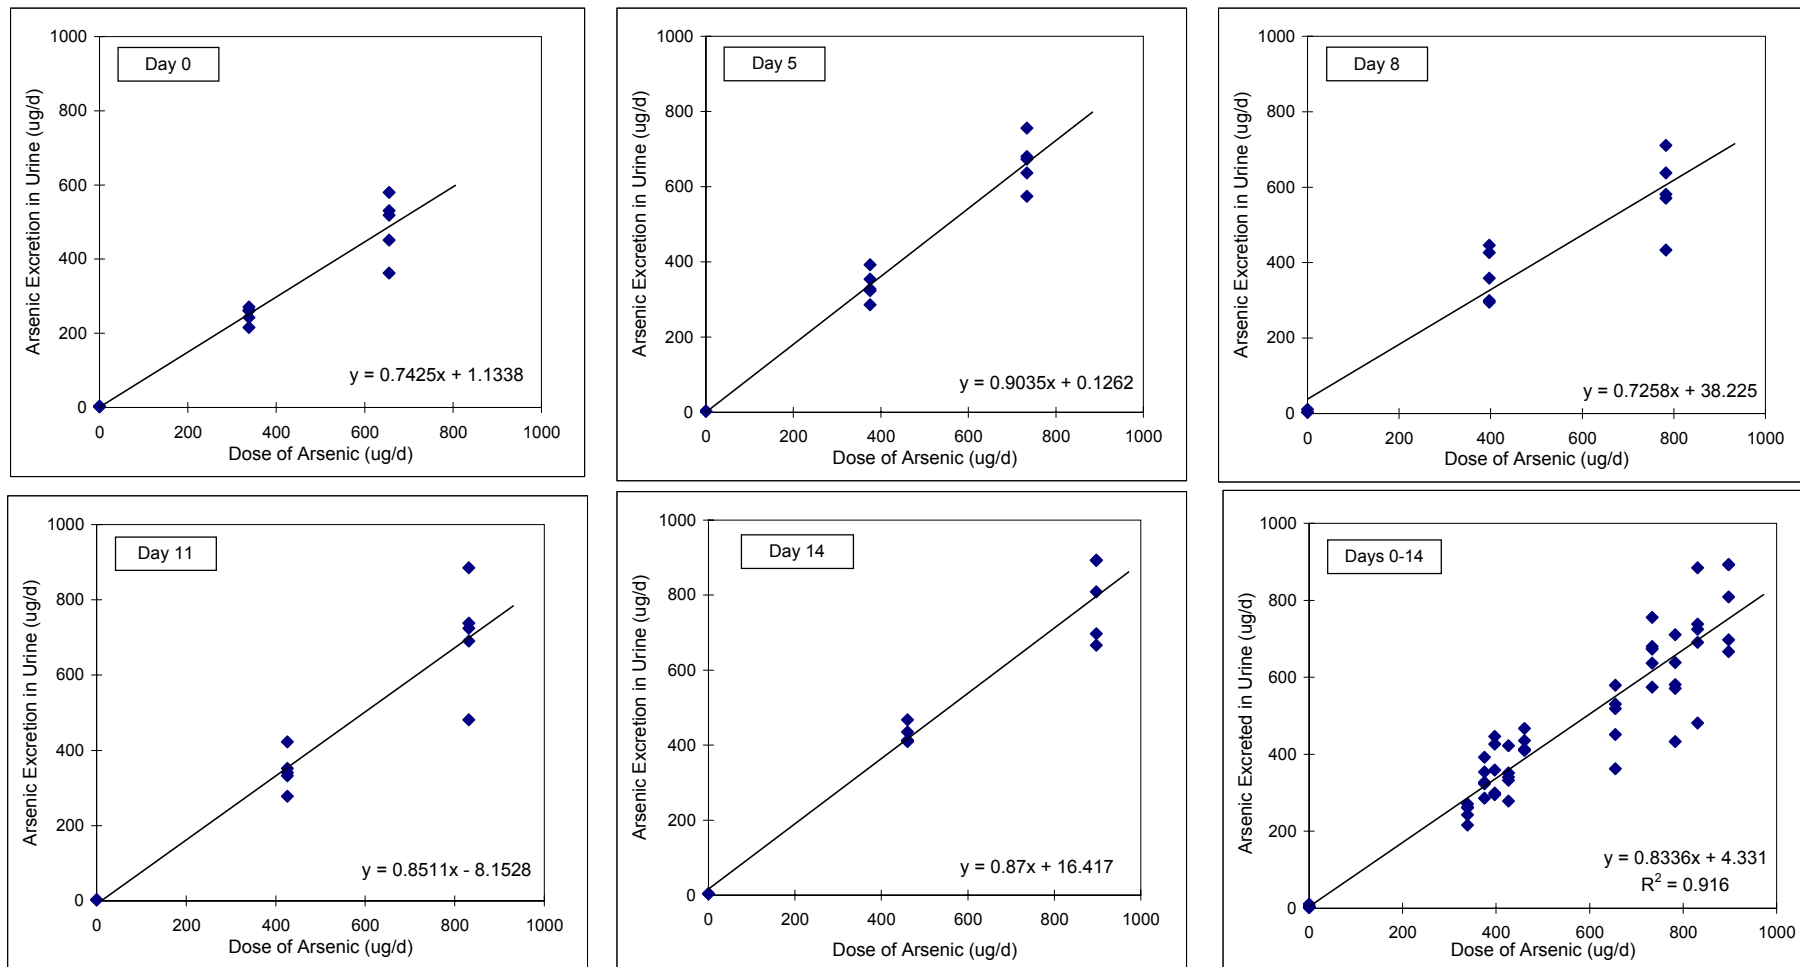 Day 0
Arsenic Excretion in Urine (ug/d)
1000
800
600
400
200
0
y = 0.7425x + 1.1338
0 200 400 600 800 1000
Dose of Arsenic (ug/d)
Day 5
Arsenic Excretion in Urine (ug/d)
1000
800
600
400
200
0
y = 0.9035x + 0.1262
0 200 400 600 800 1000
Dose of Arsenic (ug/d)
Day 8
Arsenic Excretion in Urine (ug/d)
1000
800
600
400
200
0
y = 0.7258x + 38.225
0 200 400 600 800 1000
Dose of Arsenic (ug/d)
Day 11
Arsenic Excretion in Urine (ug/d)
1000
800
600
400
200
0
y = 0.8511x - 8.1528
0 200 400 600 800 1000
Dose of Arsenic (ug/d)
Day 14
Arsenic Excretion in Urine (ug/d)
1000
800
600
400
200
0
y = 0.87x + 16.417
0 200 400 600 800 1000
Dose of Arsenic (ug/d)
Days 0-14
Arsenic Excreted in Urine (ug/d)
1000
800
600
400
200
0
y = 0.8336x + 4.331
R² = 0.916
0 200 400 600 800 1000
Dose of Arsenic (ug/d)